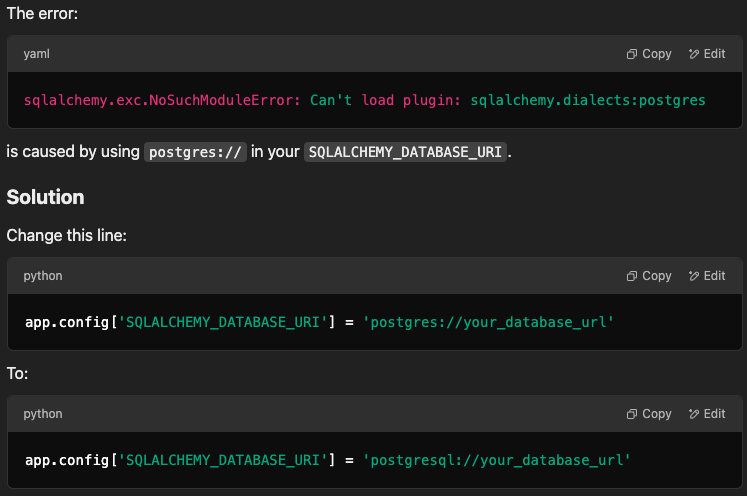 The error:
yaml Copy Edit
sqlalchemy.exc.NoSuchModuleError: Can't load plugin: sqlalchemy.dialects:postgres
is caused by using postgres:// in your SQLALCHEMY_DATABASE_URI.
Solution
Change this line:
python Copy Edit
app.config['SQLALCHEMY_DATABASE_URI'] = 'postgres://your_database_url'
To:
python Copy Edit
app.config['SQLALCHEMY_DATABASE_URI'] = 'postgresql://your_database_url'